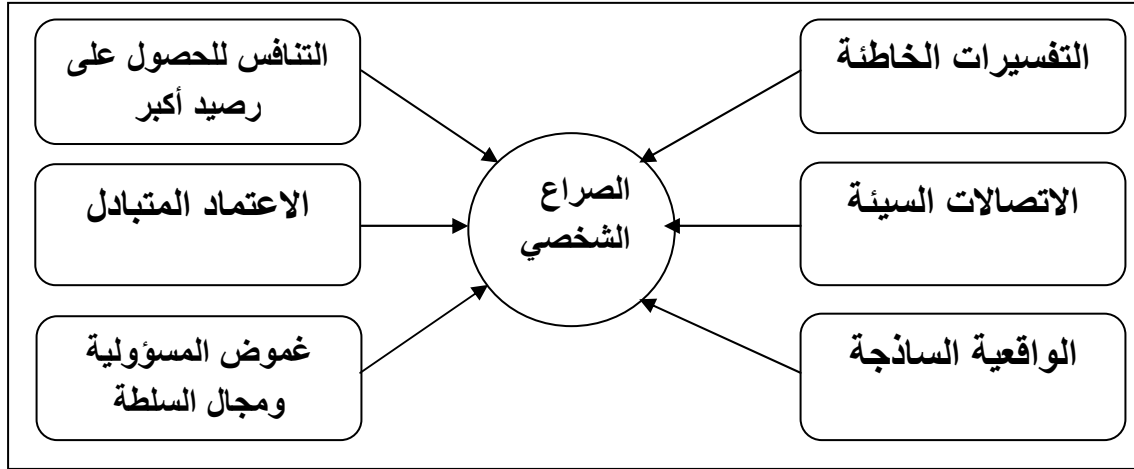 التفسيرات الخاطئة
الاتصالات السيئة
الواقعية الساذجة
الصراع
الشخصي
التنافس للحصول على
رصيد أكبر
الاعتماد المتبادل
غموض المسؤولية
ومجال السلطة